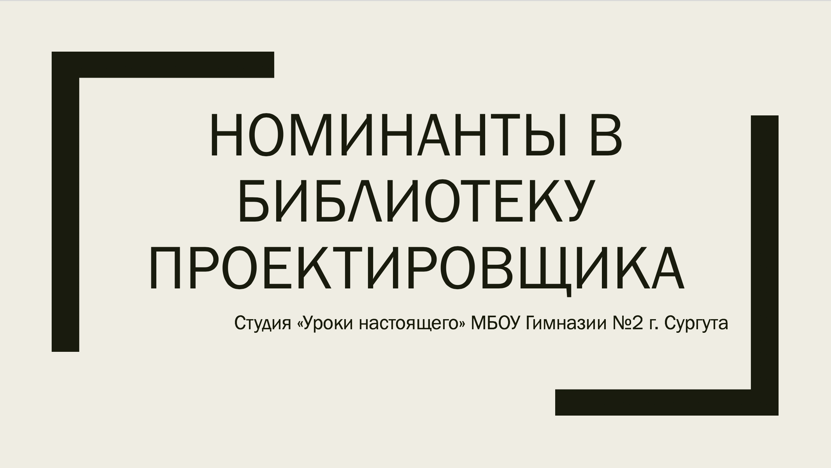 НОМИНАНТЫ В
БИБЛИОТЕКУ
ПРОЕКТИРОВЩИКА
Студия «Уроки настоящего» МБОУ Гимназии №2 г. Сургута